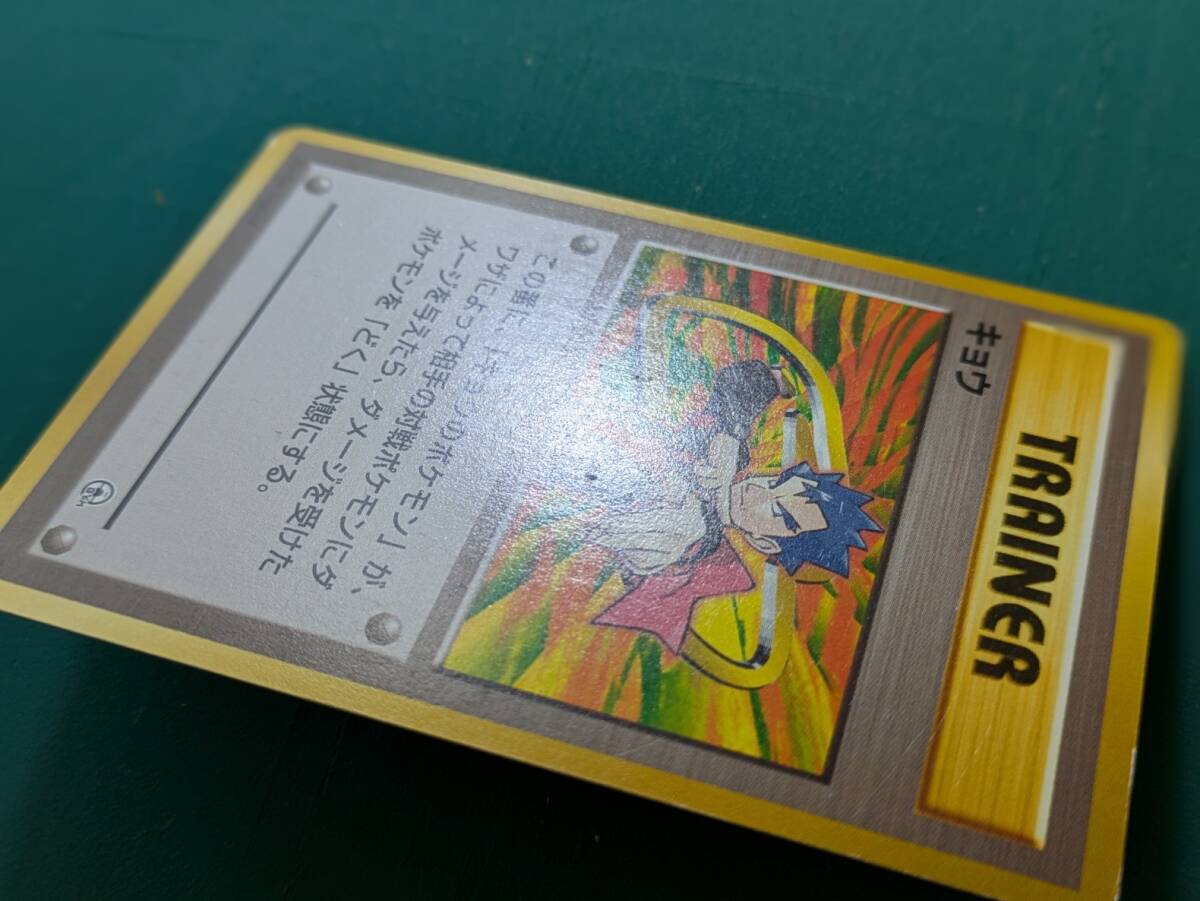 TRAINER
キョウ
この番に、「キョウのポケモン」が、
ワザによって相手の対戦ポケモンにダ
メージを与えたら、ダメージを受けた
ポケモンを「どく」状態にする。